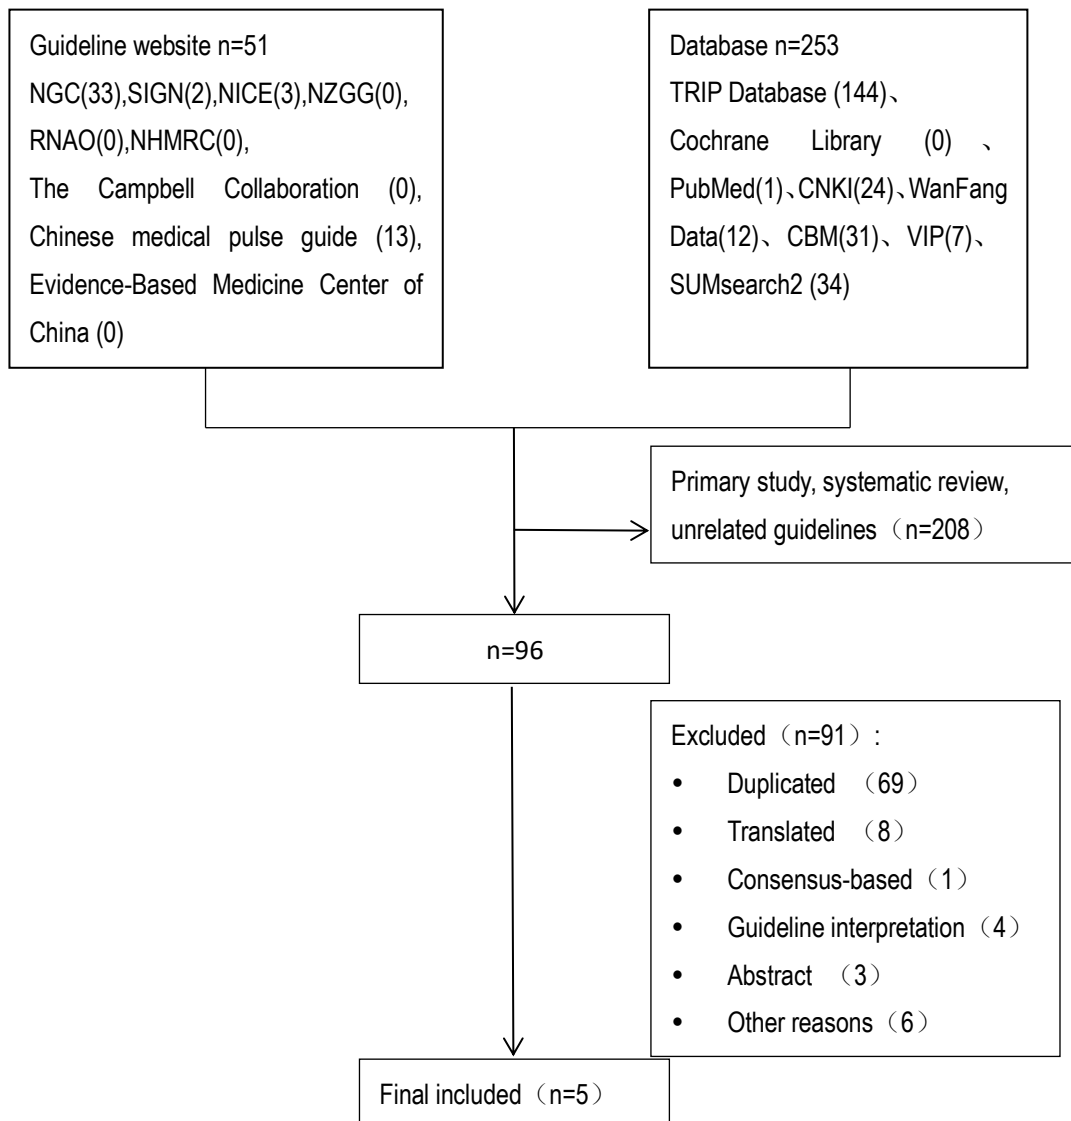 Guideline website n=51
NGC(33),SIGN(2),NICE(3),NZGG(0),
RNAO(0),NHMRC(0),
The Campbell Collaboration (0),
Chinese medical pulse guide (13),
Evidence-Based Medicine Center of
China (0)
Database n=253
TRIP Database (144)、
Cochrane Library (0) 、
PubMed(1)、CNKI(24)、WanFang
Data(12)、CBM(31)、VIP(7)、
SUMsearch2 (34)
Primary study, systematic review,
unrelated guidelines（n=208）
n=96
Excluded（n=91）:
• Duplicated （69）
• Translated （8）
• Consensus-based（1）
• Guideline interpretation（4）
• Abstract （3）
• Other reasons（6）
Final included（n=5）